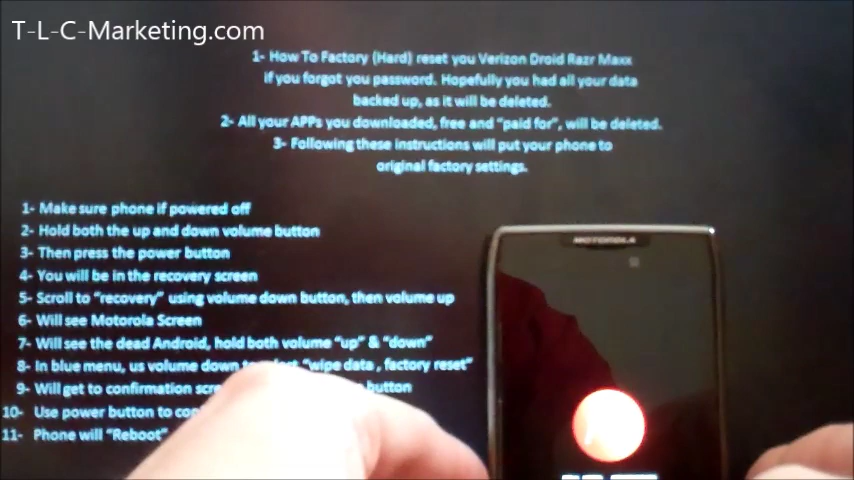 T-L-C-Marketing.com
1- How To Factory (Hard) reset you Verizon Droid Razr Maxx
if you forgot you password. Hopefully you had all your data
backed up, as it will be deleted.
2- All your APPs you downloaded, free and “paid for”, will be deleted.
3- Following these instructions will put your phone to
original factory settings.
1- Make sure phone if powered off
2- Hold both the up and down volume button
3- Then press the power button
4- You will be in the recovery screen
5- Scroll to “recovery” using volume down button, then volume up
6- Will see Motorola Screen
7- Will see the dead Android, hold both volume “up” & “down”
8- In blue menu, us volume down to “wipe data , factory reset”
9- Will get to confirmation button
10- Use power button to
11- Phone will “Reboot”
MOTOROLA